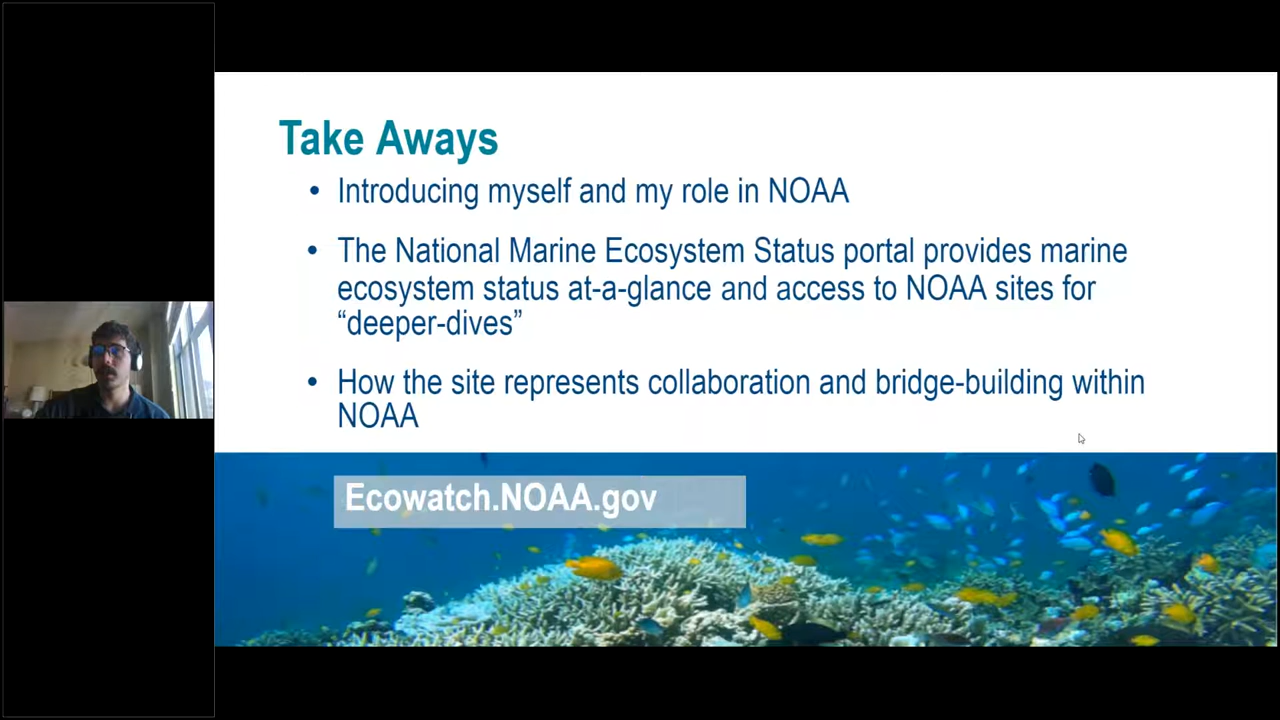 Take Aways
• Introducing myself and my role in NOAA
• The National Marine Ecosystem Status portal provides marine
ecosystem status at-a-glance and access to NOAA sites for
“deeper-dives”
• How the site represents collaboration and bridge-building within
NOAA
Ecowatch.NOAA.gov